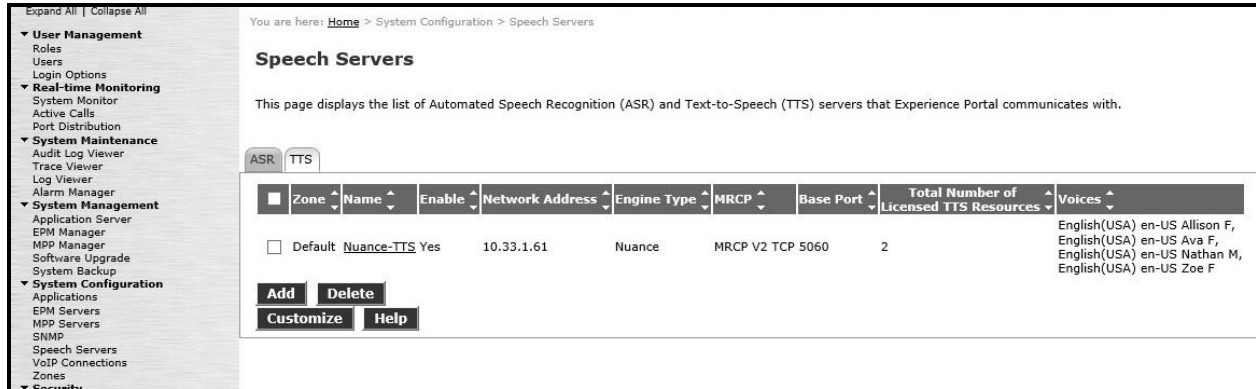 Expand All | Collapse All
▼ User Management
Roles
Users
Login Options
▼ Real-time Monitoring
System Monitor
Active Calls
Port Distribution
▼ System Maintenance
Audit Log Viewer
Trace Viewer
Log Viewer
Alarm Manager
▼ System Management
Application Server
EPM Manager
MPP Manager
Software Upgrade
System Backup
▼ System Configuration
Applications
EPM Servers
MPP Servers
SNMP
Speech Servers
VoIP Connections
Zones
▼ Security
You are here: Home > System Configuration > Speech Servers
Speech Servers
This page displays the list of Automated Speech Recognition (ASR) and Text-to-Speech (TTS) servers that Experience Portal communicates with.
ASR TTS
Zone Name Enable Network Address Engine Type MRCP Base Port Total Number of Licensed TTS Resources Voices
Default Nuance-TTS Yes 10.33.1.61 Nuance MRCP V2 TCP 5060 2 English(USA) en-US Allison F,
English(USA) en-US Ava F,
English(USA) en-US Nathan M,
English(USA) en-US Zoe F
Add Delete
Customize Help